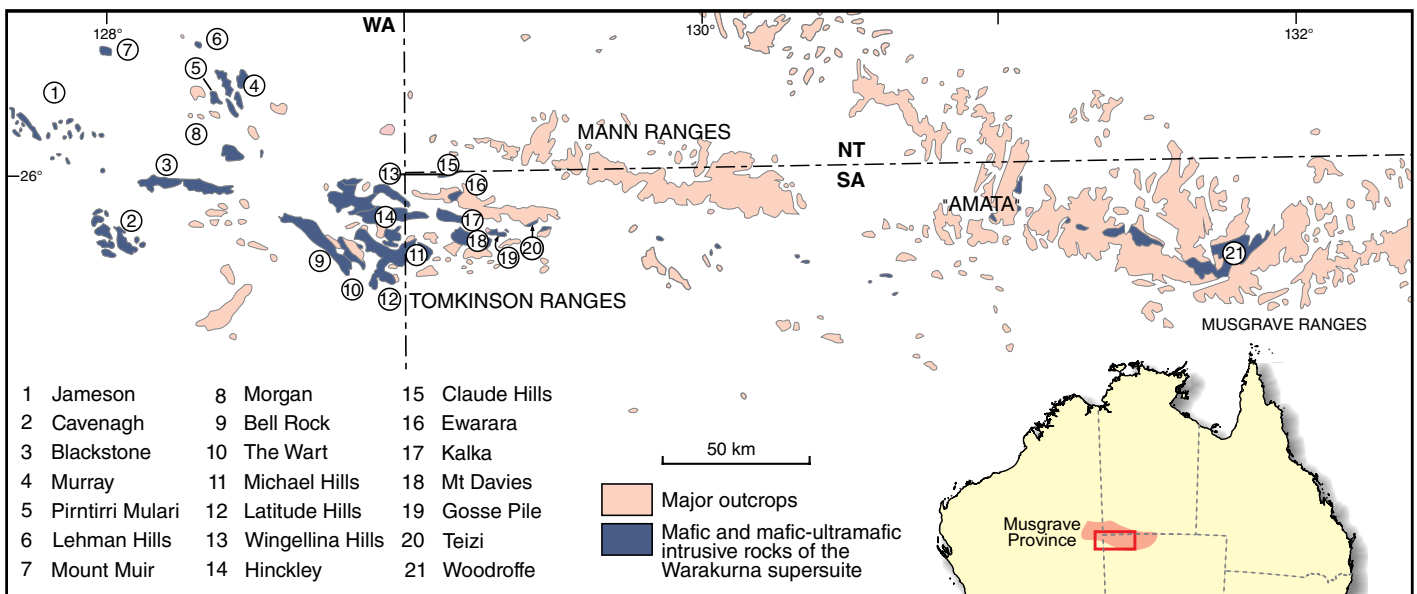 128°
WA
130°
132°
7
6
5
4
1
8
MANN RANGES
3
15
NT
26°
13
SA
16
"AMATA"
2
14
17
18
11
19
20
21
9
10
12
TOMKINSON RANGES
MUSGRAVE RANGES
1 Jameson
2 Cavenagh
3 Blackstone
4 Murray
5 Pirntirri Mulari
6 Lehman Hills
7 Mount Muir
8 Morgan
9 Bell Rock
10 The Wart
11 Michael Hills
12 Latitude Hills
13 Wingellina Hills
14 Hinckley
15 Claude Hills
16 Ewarara
17 Kalka
18 Mt Davies
19 Gosse Pile
20 Teizi
21 Woodroffe
50 km
Major outcrops
Mafic and mafic-ultramafic
intrusive rocks of the
Warakurna supersuite
Musgrave
Province